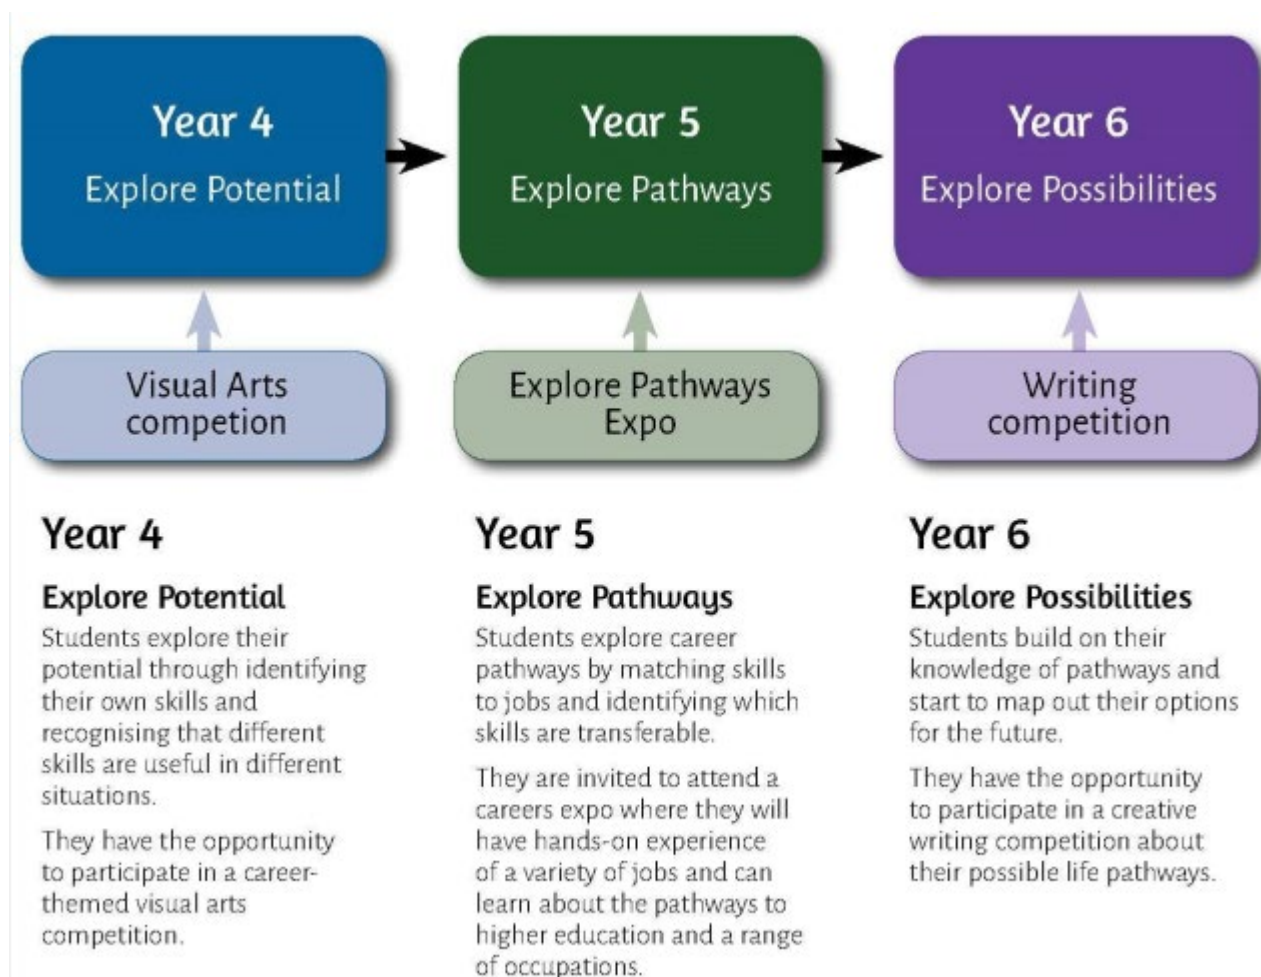 Year 4
Explore Potential
Year 5
Explore Pathways
Year 6
Explore Possibilities
Visual Arts
competion
Explore Pathways
Expo
Writing
competition
Year 4
Explore Potential
Students explore their
potential through identifying
their own skills and
recognising that different
skills are useful in different
situations.
They have the opportunity
to participate in a career-
themed visual arts
competition.
Year 5
Explore Pathways
Students explore career
pathways by matching skills
to jobs and identifying which
skills are transferable.
They are invited to attend a
careers expo where they will
have hands-on experience
of a variety of jobs and can
learn about the pathways to
higher education and a range
of occupations.
Year 6
Explore Possibilities
Students build on their
knowledge of pathways and
start to map out their options
for the future.
They have the opportunity
to participate in a creative
writing competition about
their possible life pathways.